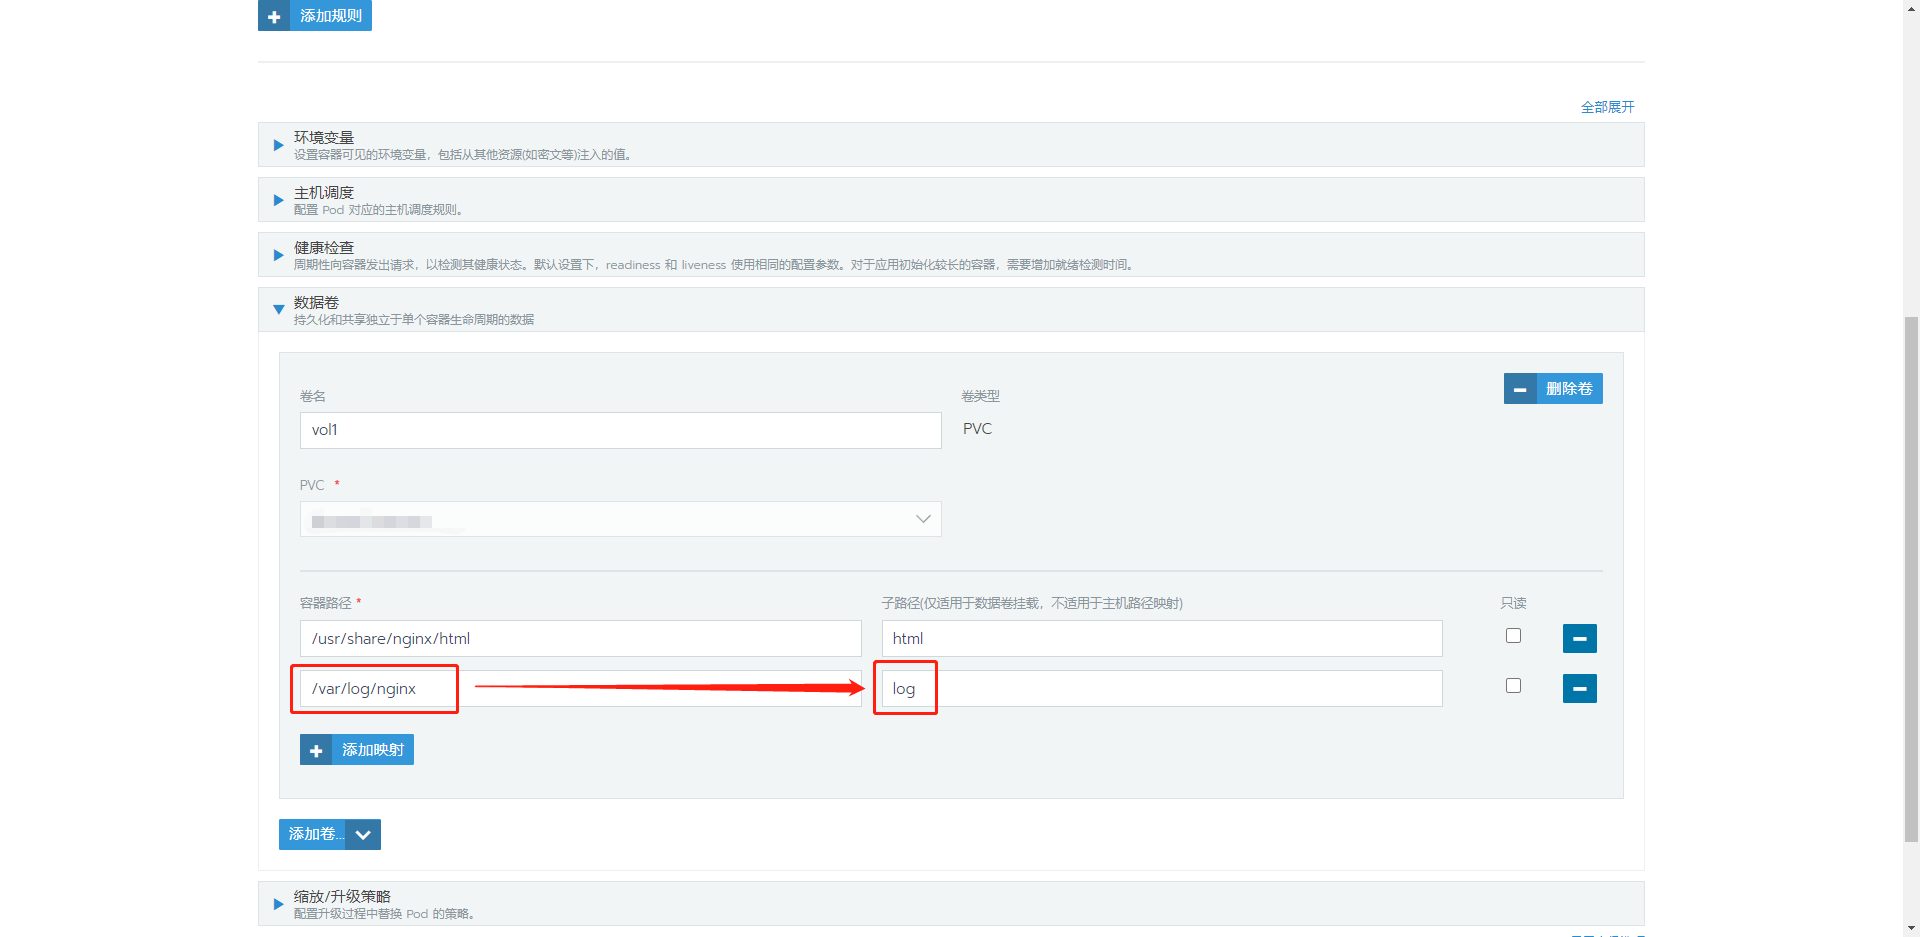 添加规则
全部展开
环境变量
设置容器可见的环境变量，包括从其他资源(如密文等)注入的值。
主机调度
配置 Pod 对应的主机调度规则。
健康检查
周期性向容器发出请求，以检测其健康状态。默认设置下，readiness 和 liveness 使用相同的配置参数。对于应用初始化较长的容器，需要增加就绪检测时间。
数据卷
持久化和共享独立于单个容器生命周期的数据
删除卷
卷名 卷类型
vol1 PVC
PVC *
容器路径 * 子路径(仅适用于数据卷挂载，不适用于主机路径映射) 只读
/usr/share/nginx/html html
/var/log/nginx log
添加映射
添加卷...
缩放/升级策略
配置升级过程中替换 Pod 的策略。